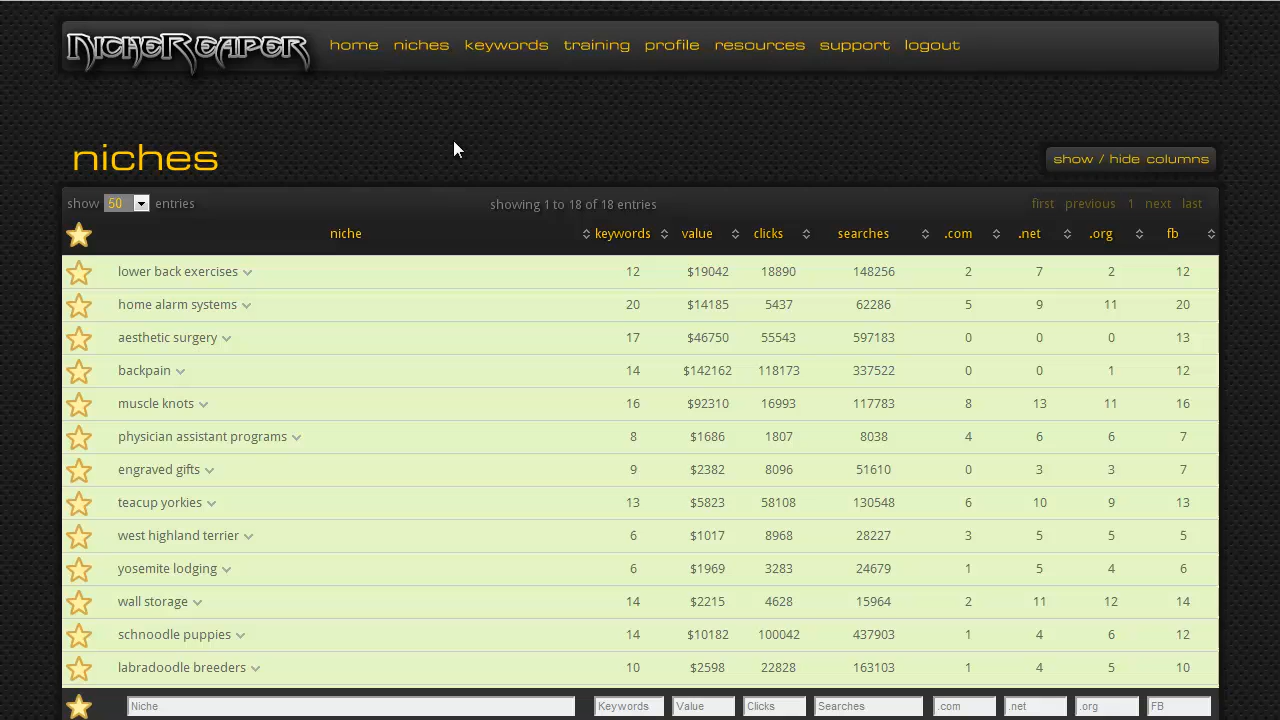 NicheReaper home niches keywords training profile resources support logout
niches show / hide columns
show 50 entries showing 1 to 18 of 18 entries first previous 1 next last
niche keywords value clicks searches .com .net .org fb
lower back exercises 12 $19042 18890 148256 2 7 2 12
home alarm systems 20 $14185 5437 62286 5 9 11 20
aesthetic surgery 17 $46750 55543 597183 0 0 0 13
backpain 14 $142162 118173 337522 0 0 1 12
muscle knots 16 $92310 16993 117783 8 13 11 16
physician assistant programs 8 $1686 1807 8038 4 6 6 7
engraved gifts 9 $2382 8096 51610 0 3 3 7
teacup yorkies 13 $5823 58108 130548 6 10 9 13
west highland terrier 6 $1017 8968 28227 3 5 5 5
yosemite lodging 6 $1969 3283 24679 1 5 4 6
wall storage 14 $2215 4628 15964 2 11 12 14
schnoodle puppies 14 $10182 100042 437903 1 4 6 12
labradoodle breeders 10 $2598 22828 163103 1 4 5 10
Niche Keywords Value Clicks Searches .com .net .org FB